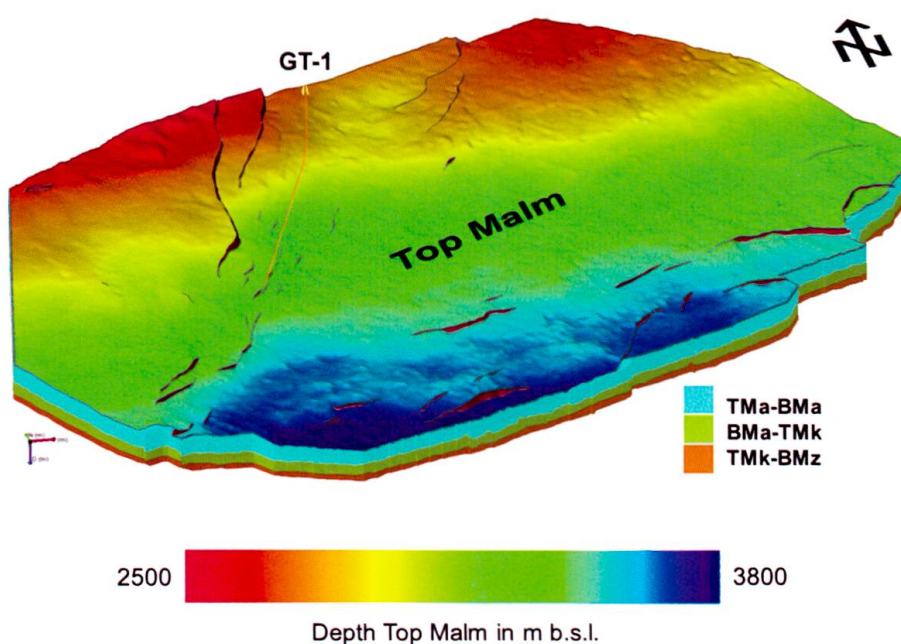 GT-1
Top Malm
TMa-BMa
BMa-TMk
TMk-BMz
2500
3800
Depth Top Malm in m b.s.l.